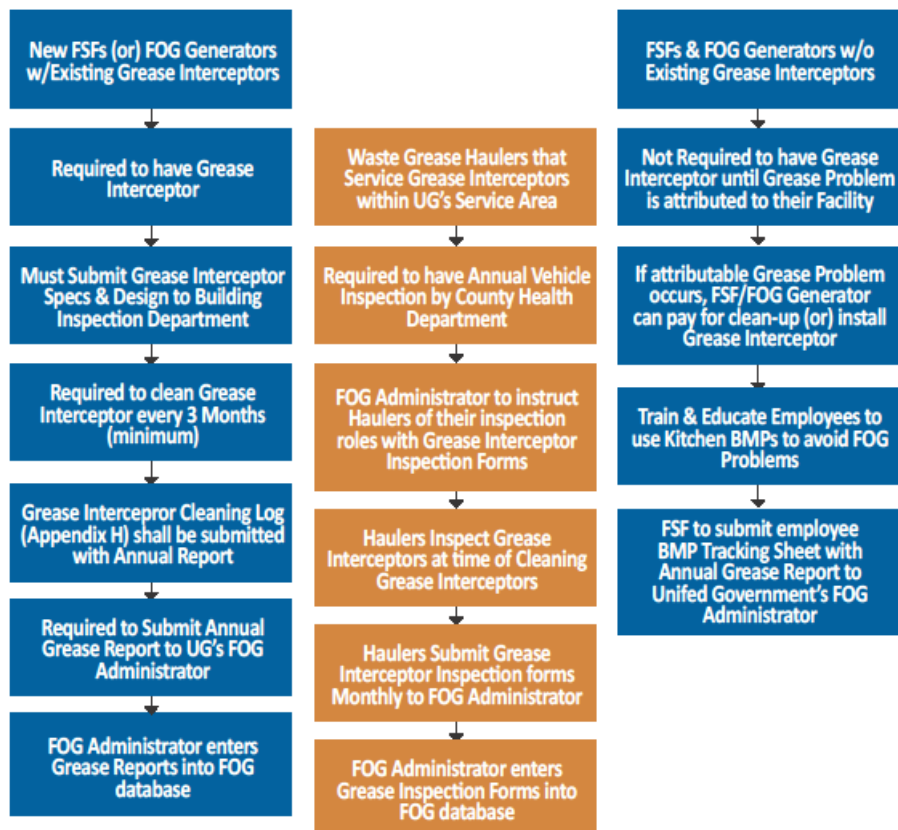 New FSFs (or) FOG Generators
w/Existing Grease Interceptors
Required to have Grease
Interceptor
Must Submit Grease Interceptor
Specs & Design to Building
Inspection Department
Required to clean Grease
Interceptor every 3 Months
(minimum)
Grease Intercepror Cleaning Log
(Appendix H) shall be submitted
with Annual Report
Required to Submit Annual
Grease Report to UG's FOG
Administrator
FOG Administrator enters
Grease Reports into FOG
database
Waste Grease Haulers that
Service Grease Interceptors
within UG's Service Area
Required to have Annual Vehicle
Inspection by County Health
Department
FOG Administrator to instruct
Haulers of their inspection
roles with Grease Interceptor
Inspection Forms
Haulers Inspect Grease
Interceptors at time of Cleaning
Grease Interceptors
Haulers Submit Grease
Interceptor Inspection forms
Monthly to FOG Administrator
FOG Administrator enters
Grease Inspection Forms into
FOG database
FSFs & FOG Generators w/o
Existing Grease Interceptors
Not Required to have Grease
Interceptor until Grease Problem
is attributed to their Facility
If attributable Grease Problem
occurs, FSF/FOG Generator
can pay for clean-up (or) install
Grease Interceptor
Train & Educate Employees to
use Kitchen BMPs to avoid FOG
Problems
FSF to submit employee
BMP Tracking Sheet with
Annual Grease Report to
Unifed Government's FOG
Administrator